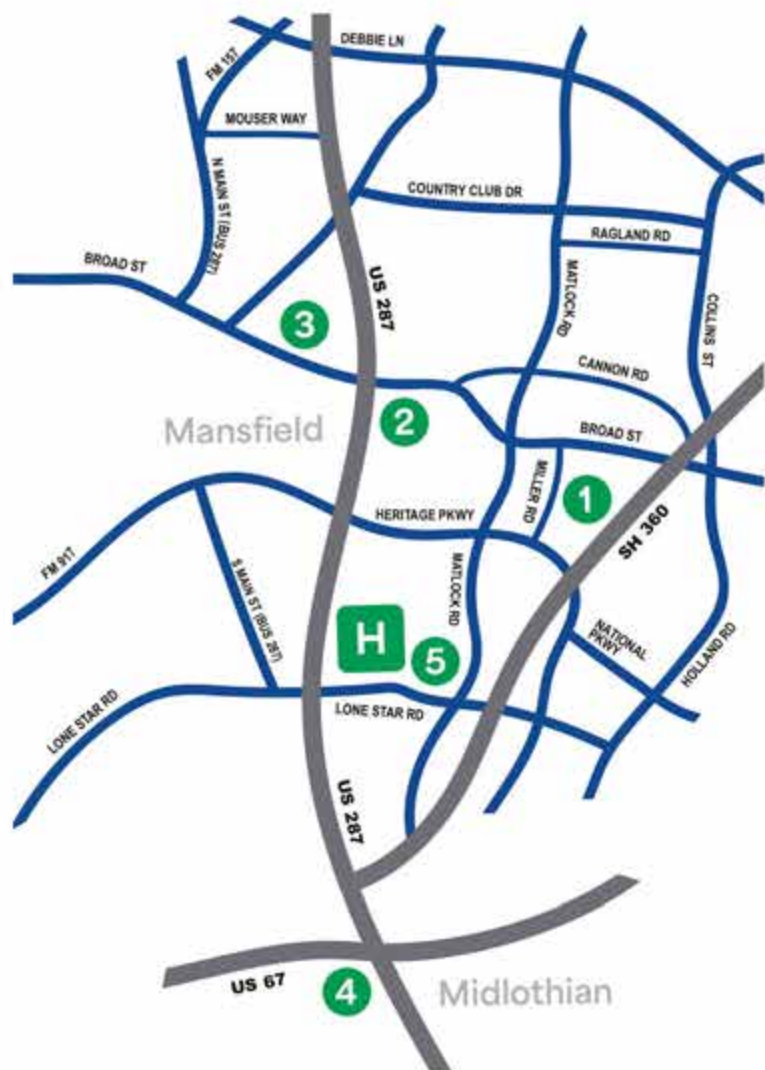 DEBBIE LN
FM 157
MOUSER WAY
N MAIN ST (BUS 287)
COUNTRY CLUB DR
RAGLAND RD
BROAD ST
US 287
MATLOCK RD
COLLINS ST
3
CANNON RD
Mansfield
2
BROAD ST
MILLER RD
1
HERITAGE PKWY
SH 360
FM 917
S MAIN ST (BUS 287)
MATLOCK RD
H
5
NATIONAL
PKWY
HOLLAND RD
LONE STAR RD
LONE STAR RD
US 287
US 67
4
Midlothian